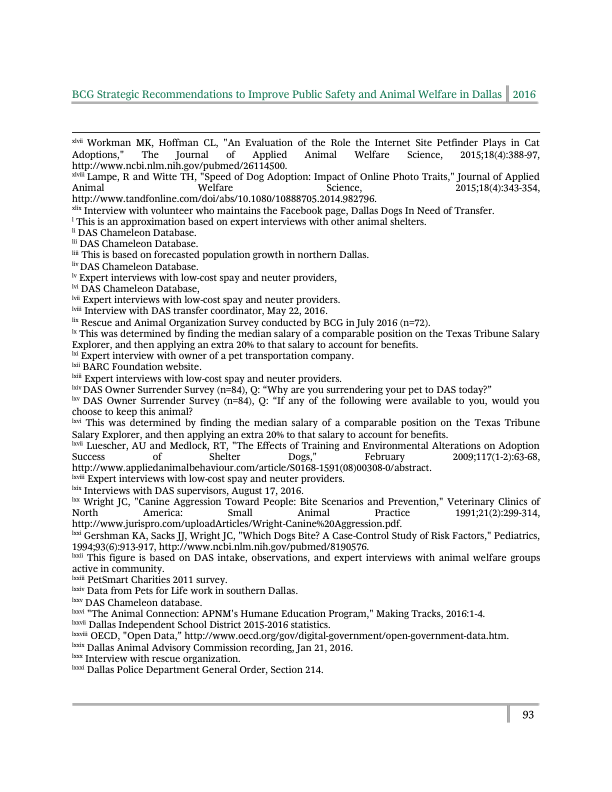 BCG Strategic Recommendations to Improve Public Safety and Animal Welfare in Dallas 2016
xlvii Workman MK, Hoffman CL, "An Evaluation of the Role the Internet Site Petfinder Plays in Cat
Adoptions," The Journal of Applied Animal Welfare Science, 2015;18(4):388-97,
http://www.ncbi.nlm.nih.gov/pubmed/26114500.
xlviii Lampe, R and Witte TH, "Speed of Dog Adoption: Impact of Online Photo Traits," Journal of Applied
Animal Welfare Science, 2015;18(4):343-354,
http://www.tandfonline.com/doi/abs/10.1080/10888705.2014.982796.
xlix Interview with volunteer who maintains the Facebook page, Dallas Dogs In Need of Transfer.
l This is an approximation based on expert interviews with other animal shelters.
li DAS Chameleon Database.
lii DAS Chameleon Database.
liii This is based on forecasted population growth in northern Dallas.
liv DAS Chameleon Database.
lv Expert interviews with low-cost spay and neuter providers,
lvi DAS Chameleon Database,
lvii Expert interviews with low-cost spay and neuter providers.
lviii Interview with DAS transfer coordinator, May 22, 2016.
lix Rescue and Animal Organization Survey conducted by BCG in July 2016 (n=72).
lx This was determined by finding the median salary of a comparable position on the Texas Tribune Salary
Explorer, and then applying an extra 20% to that salary to account for benefits.
lxi Expert interview with owner of a pet transportation company.
lxii BARC Foundation website.
lxiii Expert interviews with low-cost spay and neuter providers.
lxiv DAS Owner Surrender Survey (n=84), Q: “Why are you surrendering your pet to DAS today?”
lxv DAS Owner Surrender Survey (n=84), Q: “If any of the following were available to you, would you
choose to keep this animal?
lxvi This was determined by finding the median salary of a comparable position on the Texas Tribune
Salary Explorer, and then applying an extra 20% to that salary to account for benefits.
lxvii Luescher, AU and Medlock, RT, "The Effects of Training and Environmental Alterations on Adoption
Success of Shelter Dogs," February 2009;117(1-2):63-68,
http://www.appliedanimalbehaviour.com/article/S0168-1591(08)00308-0/abstract.
lxviii Expert interviews with low-cost spay and neuter providers.
lxix Interviews with DAS supervisors, August 17, 2016.
lxx Wright JC, "Canine Aggression Toward People: Bite Scenarios and Prevention," Veterinary Clinics of
North America: Small Animal Practice 1991;21(2):299-314,
http://www.jurispro.com/uploadArticles/Wright-Canine%20Aggression.pdf.
lxxi Gershman KA, Sacks JJ, Wright JC, "Which Dogs Bite? A Case-Control Study of Risk Factors," Pediatrics,
1994;93(6):913-917, http://www.ncbi.nlm.nih.gov/pubmed/8190576.
lxxii This figure is based on DAS intake, observations, and expert interviews with animal welfare groups
active in community.
lxxiii PetSmart Charities 2011 survey.
lxxiv Data from Pets for Life work in southern Dallas.
lxxv DAS Chameleon database.
lxxvi "The Animal Connection: APNM's Humane Education Program," Making Tracks, 2016:1-4.
lxxvii Dallas Independent School District 2015-2016 statistics.
lxxviii OECD, "Open Data," http://www.oecd.org/gov/digital-government/open-government-data.htm.
lxxix Dallas Animal Advisory Commission recording, Jan 21, 2016.
lxxx Interview with rescue organization.
lxxxi Dallas Police Department General Order, Section 214.
93